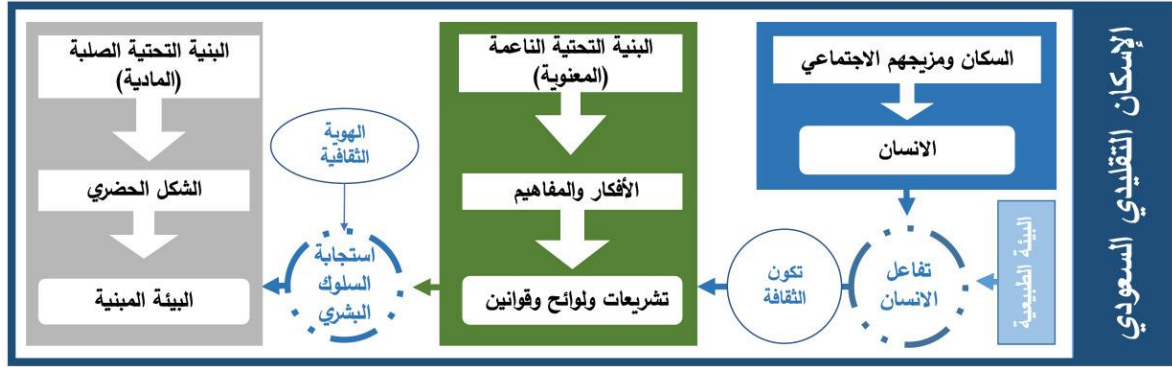 الإسكان التقليدي السعودي
السكان ومزيجهم الاجتماعي
الانسان
البيئة الطبيعية
تفاعل
الانسان
تكون
الثقافة
البنية التحتية الناعمة
(المعنوية)
الأفكار والمفاهيم
تشريعات ولوائح وقوانين
الهوية
الثقافية
استجابة
السلوك
البشري
البنية التحتية الصلبة
(المادية)
الشكل الحضري
البيئة المبنية